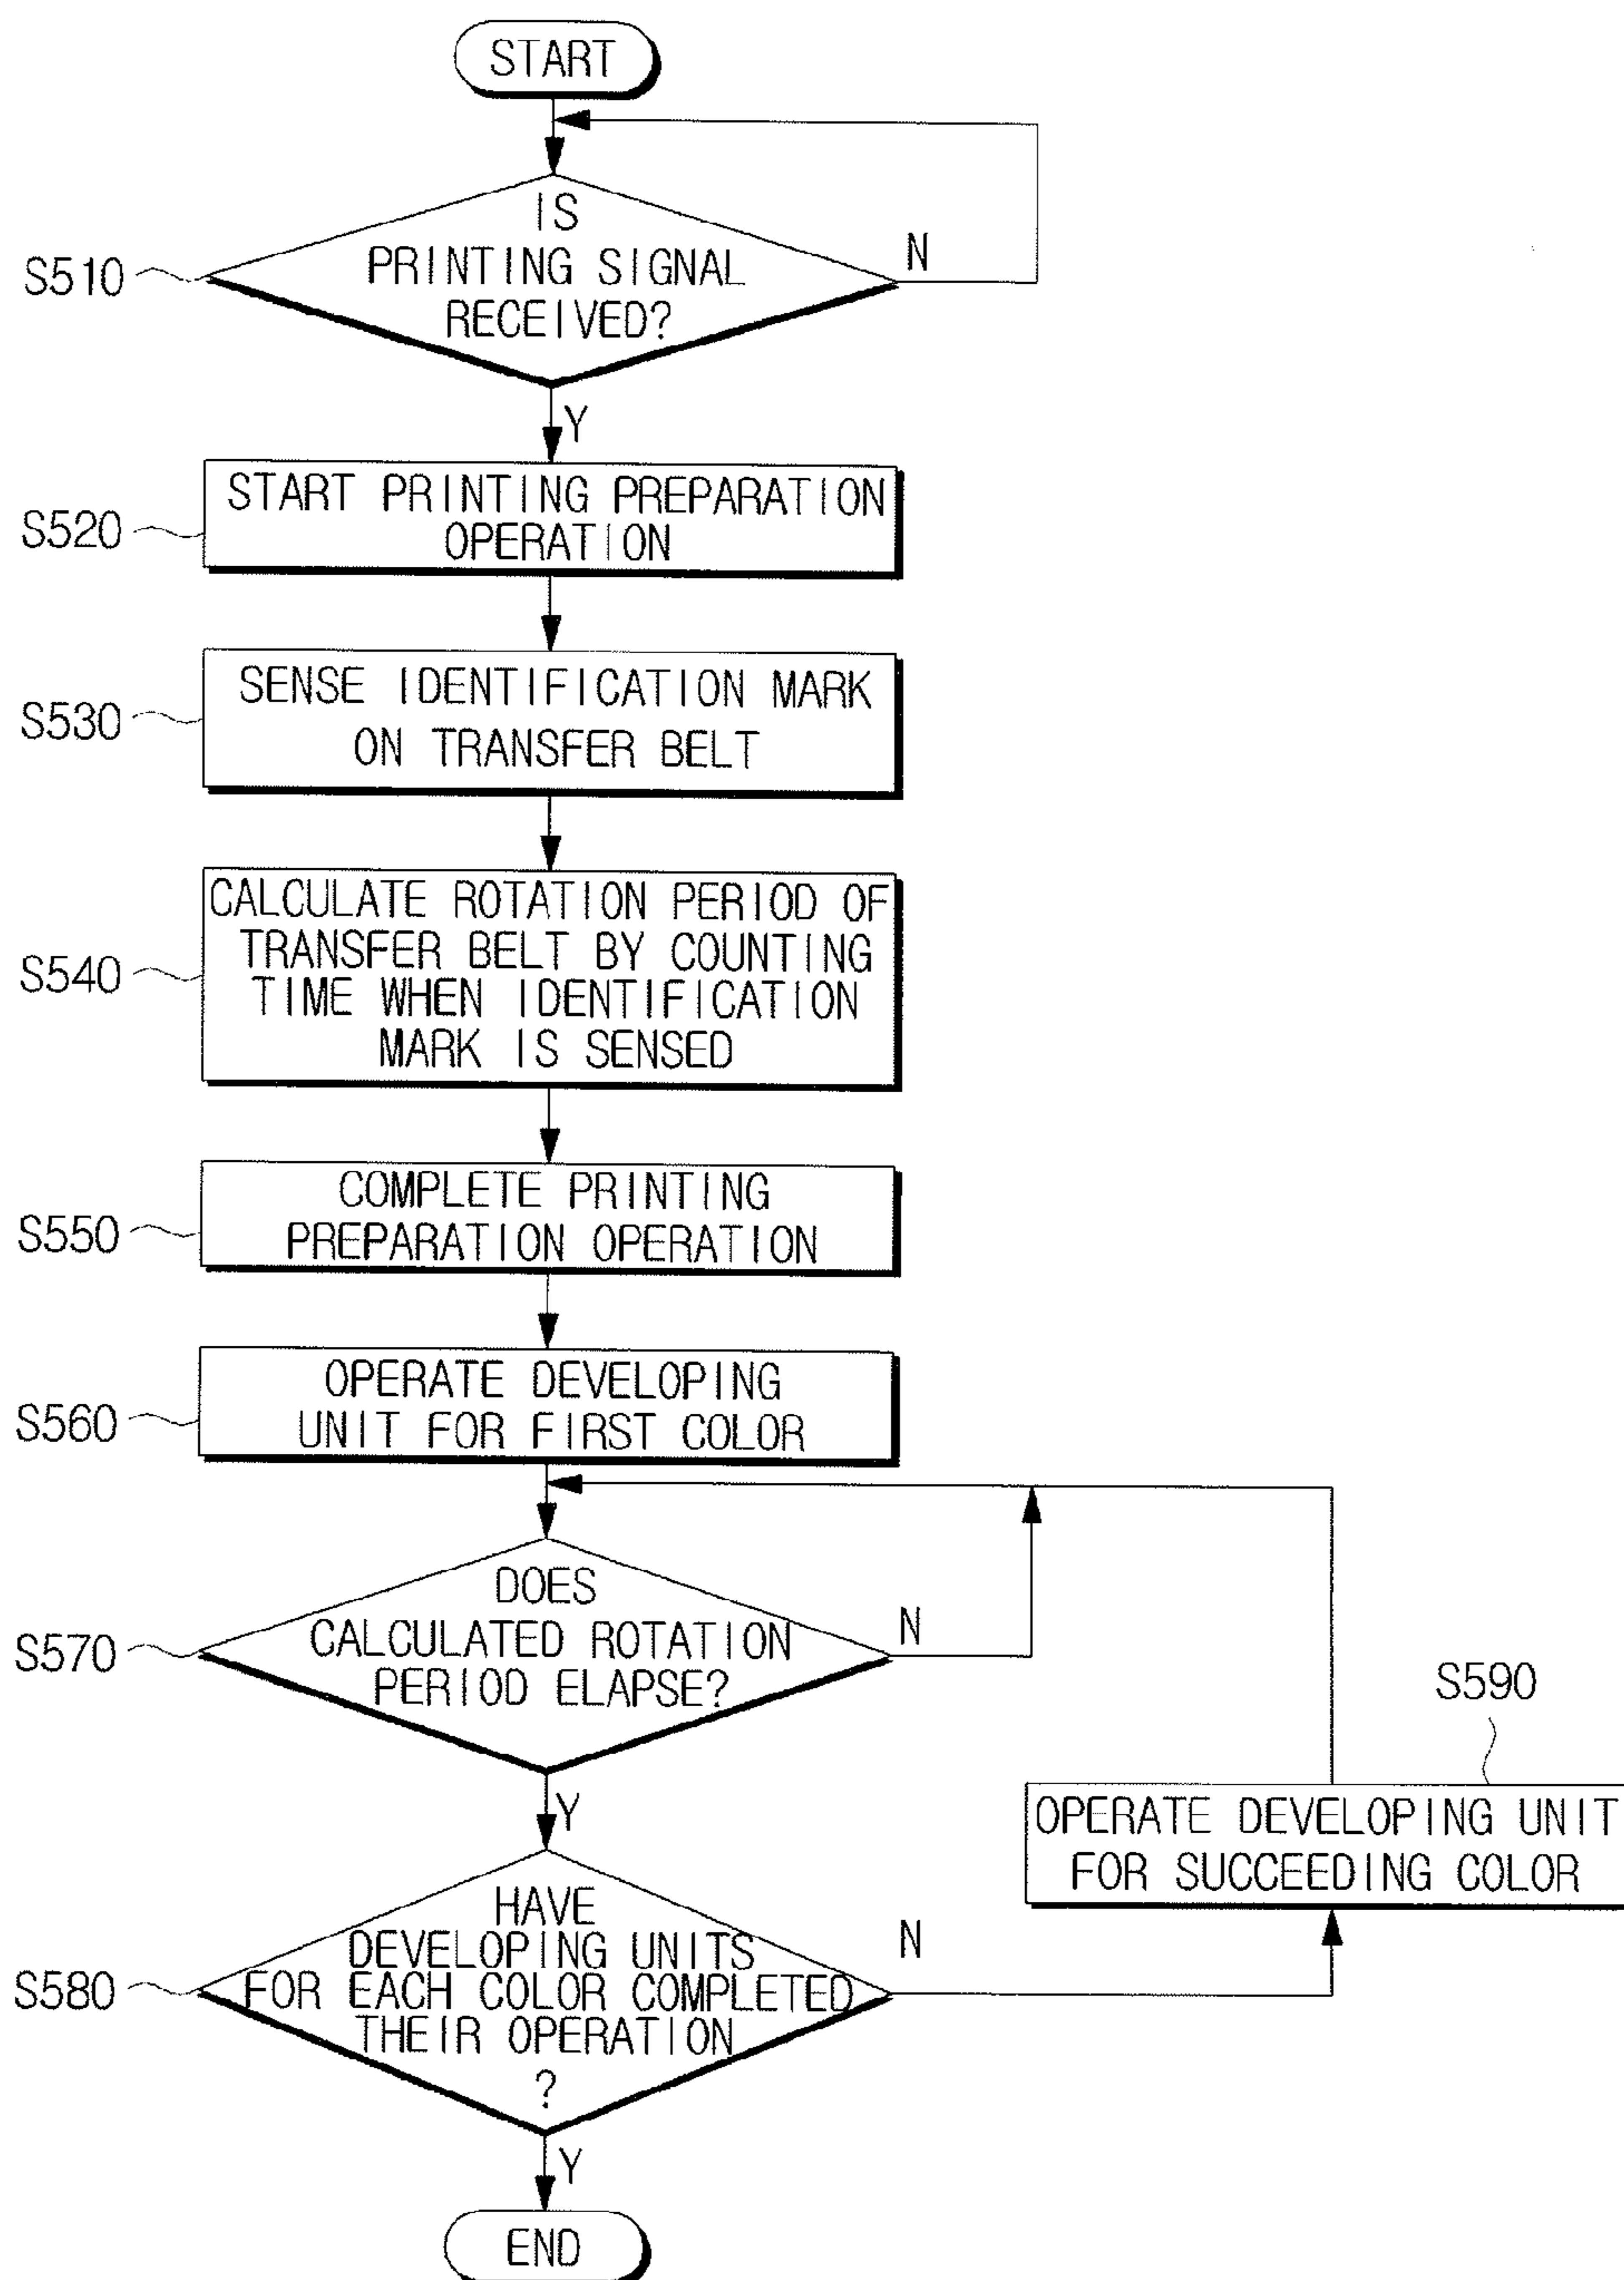 START
IS
PRINTING SIGNAL
RECEIVED?
N
S510
Y
START PRINTING PREPARATION
OPERATION
S520
SENSE IDENTIFICATION MARK
ON TRANSFER BELT
S530
CALCULATE ROTATION PERIOD OF
TRANSFER BELT BY COUNTING
TIME WHEN IDENTIFICATION
MARK IS SENSED
S540
COMPLETE PRINTING
PREPARATION OPERATION
S550
OPERATE DEVELOPING
UNIT FOR FIRST COLOR
S560
DOES
CALCULATED ROTATION
PERIOD ELAPSE?
N
S570
Y
S590
OPERATE DEVELOPING UNIT
FOR SUCCEEDING COLOR
HAVE
DEVELOPING UNITS
FOR EACH COLOR COMPLETED
THEIR OPERATION
?
N
S580
Y
END